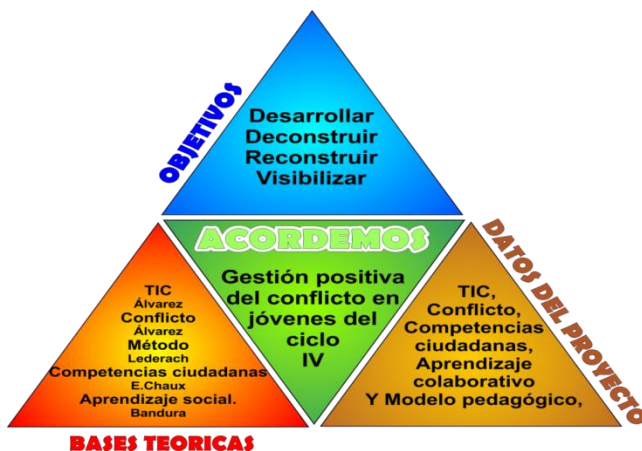 OBJETIVOS
Desarrollar
Deconstruir
Reconstruir
Visibilizar
ACORDEMOS
Gestión positiva
del conflicto en
jóvenes del
ciclo
IV
TIC
Álvarez
Conflicto
Álvarez
Método
Lederach
Competencias ciudadanas
E.Chaux
Aprendizaje social.
Bandura
BASES TEORICAS
DATOS DEL PROYECTO
TIC,
Conflicto,
Competencias
ciudadanas,
Aprendizaje
colaborativo
Y Modelo pedagógico,